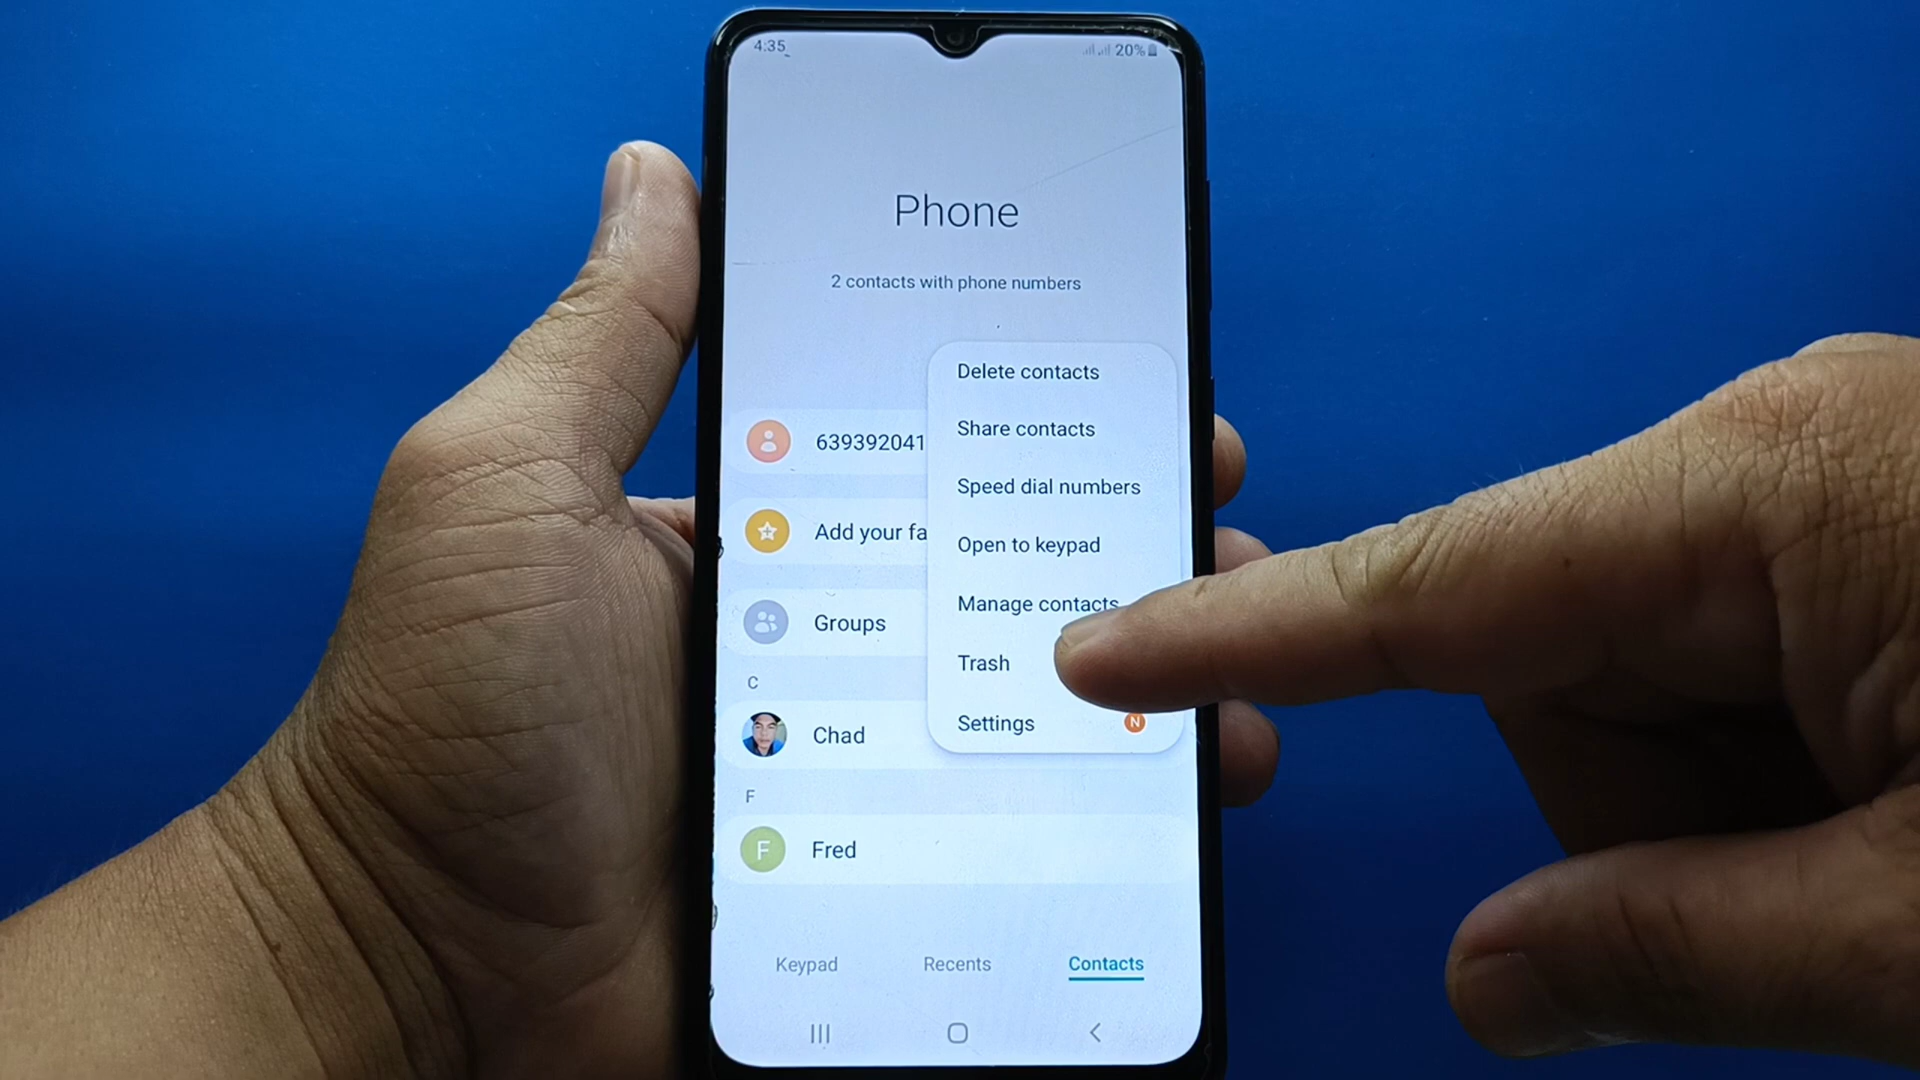 4:35
20%
Phone
2 contacts with phone numbers
Delete contacts
Share contacts
Speed dial numbers
Open to keypad
Manage contacts
Trash
Settings N
639392041
Add your fa
Groups
C
Chad
F
F Fred
Keypad Recents Contacts